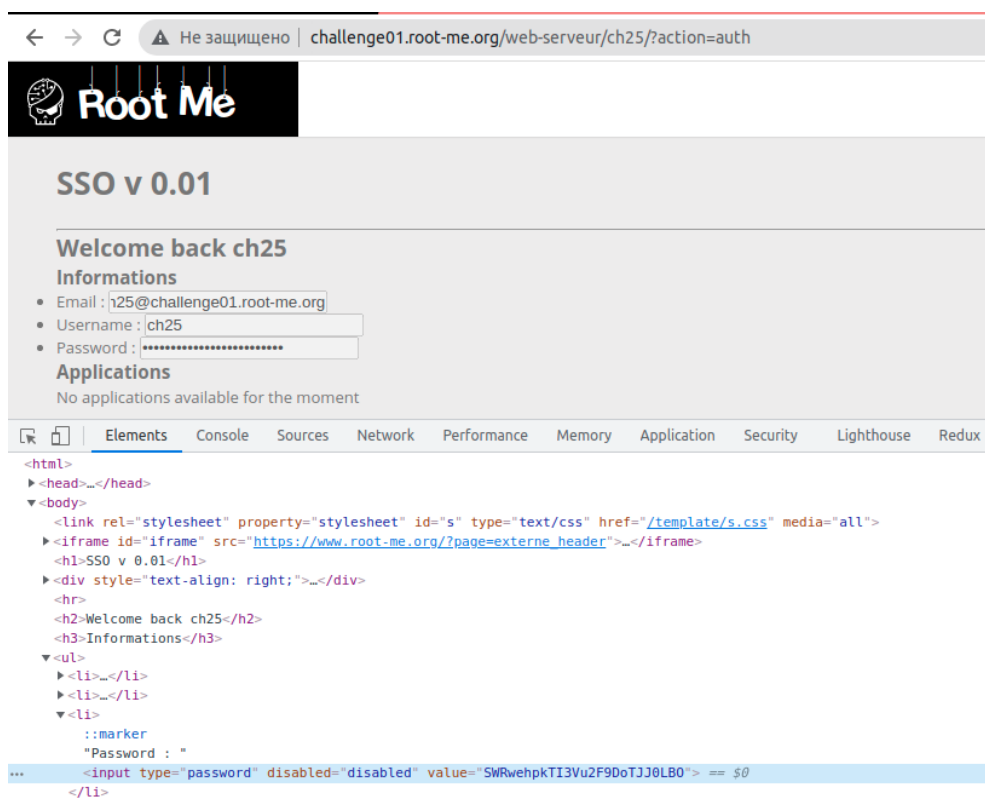 Не защищено | challenge01.root-me.org/web-serveur/ch25/?action=auth
Root Me
SSO v 0.01
Welcome back ch25
Informations
• Email : 25@challenge01.root-me.org
• Username : ch25
• Password : •••••••••••••••••••••••••
Applications
No applications available for the moment
Elements Console Sources Network Performance Memory Application Security Lighthouse Redux
<html>
▶<head>…</head>
▼<body>
<link rel="stylesheet" property="stylesheet" id="s" type="text/css" href="/template/s.css" media="all">
▶<iframe id="iframe" src="https://www.root-me.org/?page=externe_header">…</iframe>
<h1>SSO v 0.01</h1>
▶<div style="text-align: right;">…</div>
<hr>
<h2>Welcome back ch25</h2>
<h3>Informations</h3>
▼<ul>
▶<li>…</li>
▶<li>…</li>
▼<li>
::marker
"Password : "
... <input type="password" disabled="disabled" value="SWRwehpkTI3Vu2F9DoTJJ0LBO"> == $0
</li>